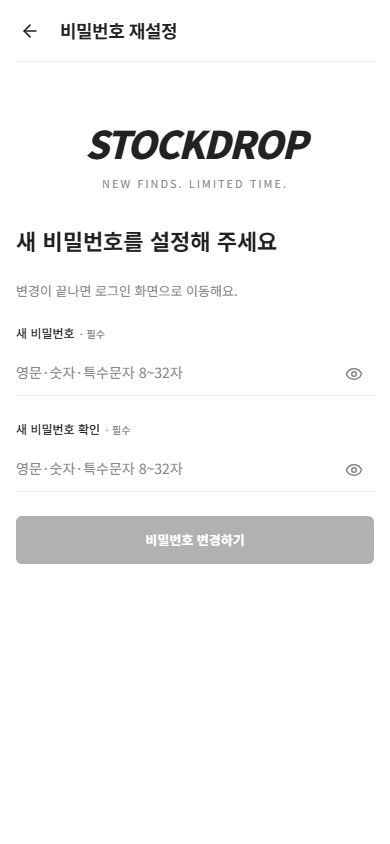 비밀번호 재설정
STOCKDROP
NEW FINDS. LIMITED TIME.
새 비밀번호를 설정해 주세요
변경이 끝나면 로그인 화면으로 이동해요.
새 비밀번호 · 필수
영문·숫자·특수문자 8~32자
새 비밀번호 확인 · 필수
영문·숫자·특수문자 8~32자
비밀번호 변경하기